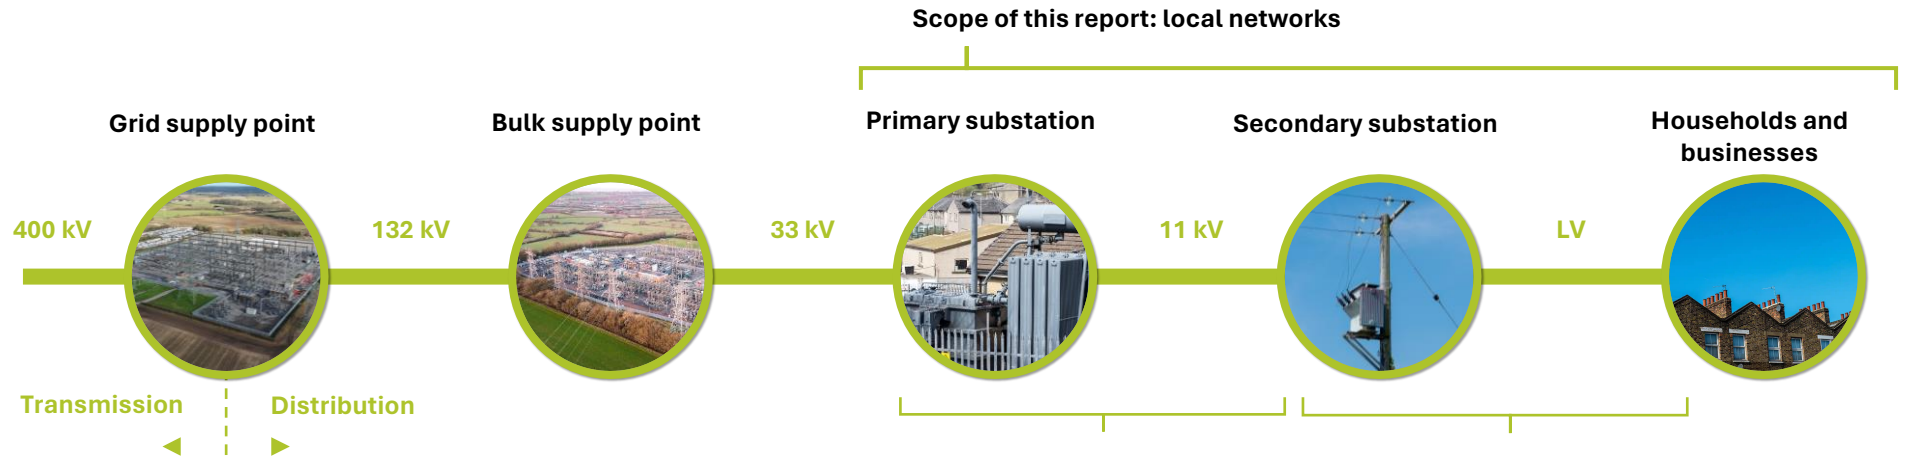 Scope of this report: local networks
Grid supply point
Bulk supply point
Primary substation
Secondary substation
Households and
businesses
400 kV
132 kV
33 kV
11 kV
LV
Transmission
Distribution